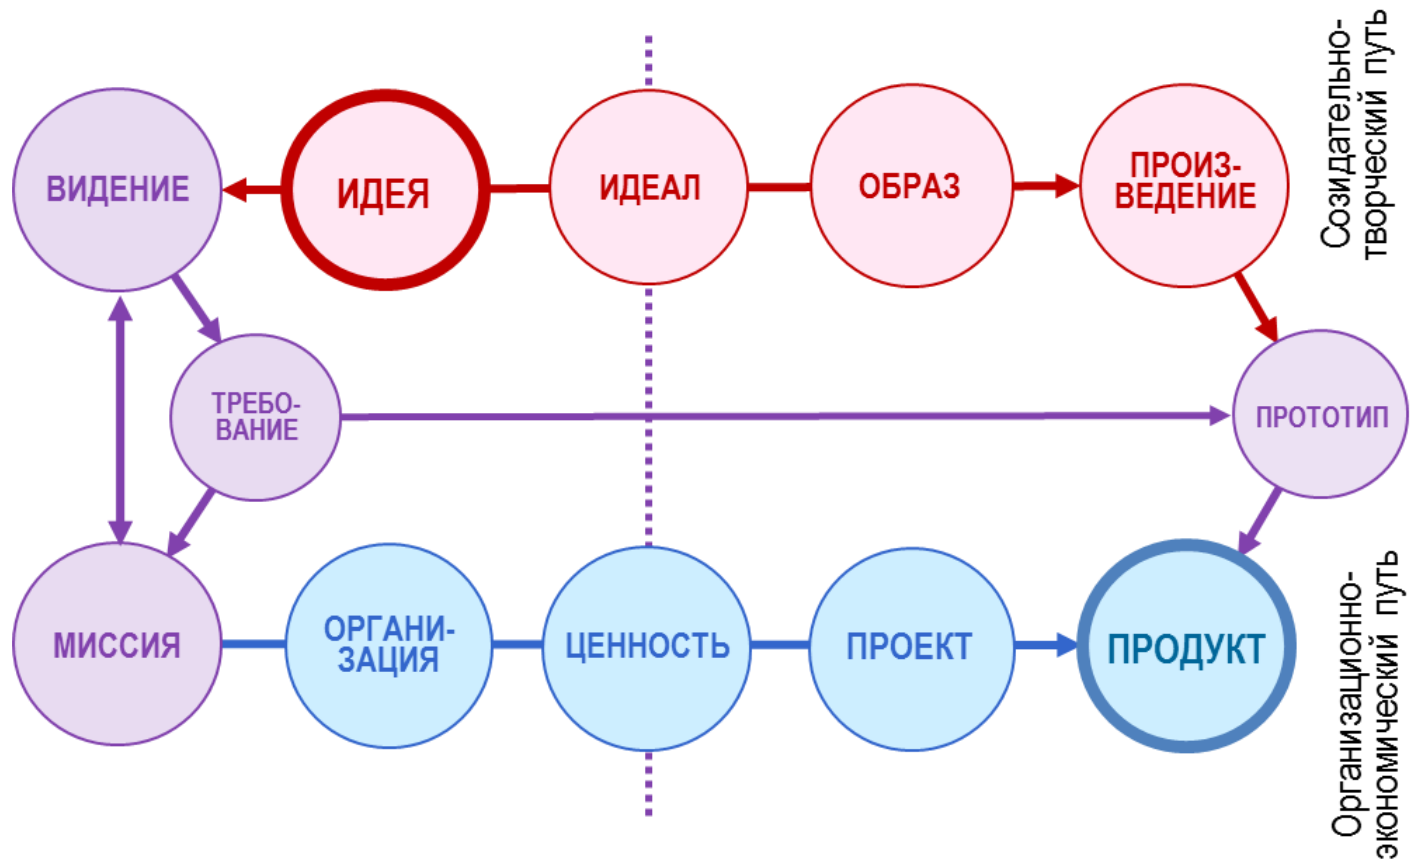 Созидательно-
творческий путь
ВИДЕНИЕ
ИДЕЯ
ИДЕАЛ
ОБРАЗ
ПРОИЗ-
ВЕДЕНИЕ
ТРЕБО-
ВАНИЕ
ПРОТОТИП
МИССИЯ
ОРГАНИ-
ЗАЦИЯ
ЦЕННОСТЬ
ПРОЕКТ
ПРОДУКТ
Организационно-
экономический путь